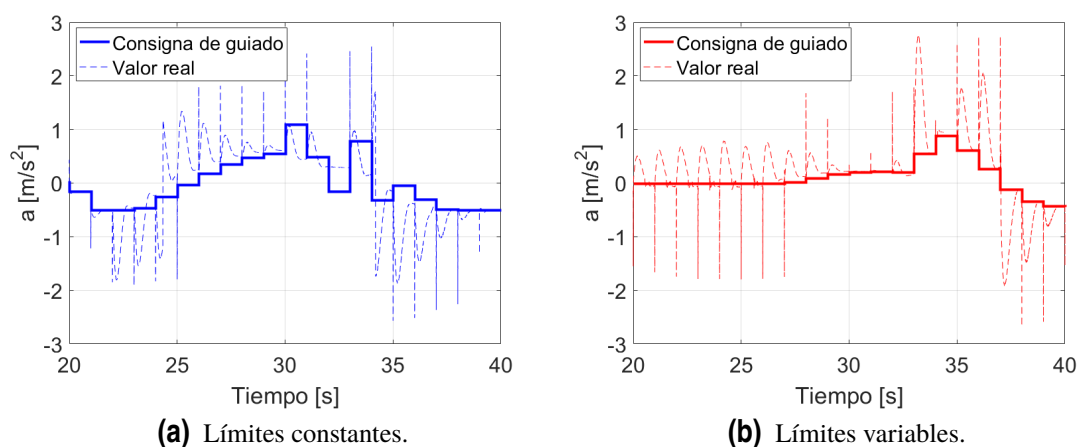 3
2
1
0
-1
-2
-3
a [m/s²]
Consigna de guiado
Valor real
20
25
30
35
40
Tiempo [s]
(a) Límites constantes.
3
2
1
0
-1
-2
-3
a [m/s²]
Consigna de guiado
Valor real
20
25
30
35
40
Tiempo [s]
(b) Límites variables.